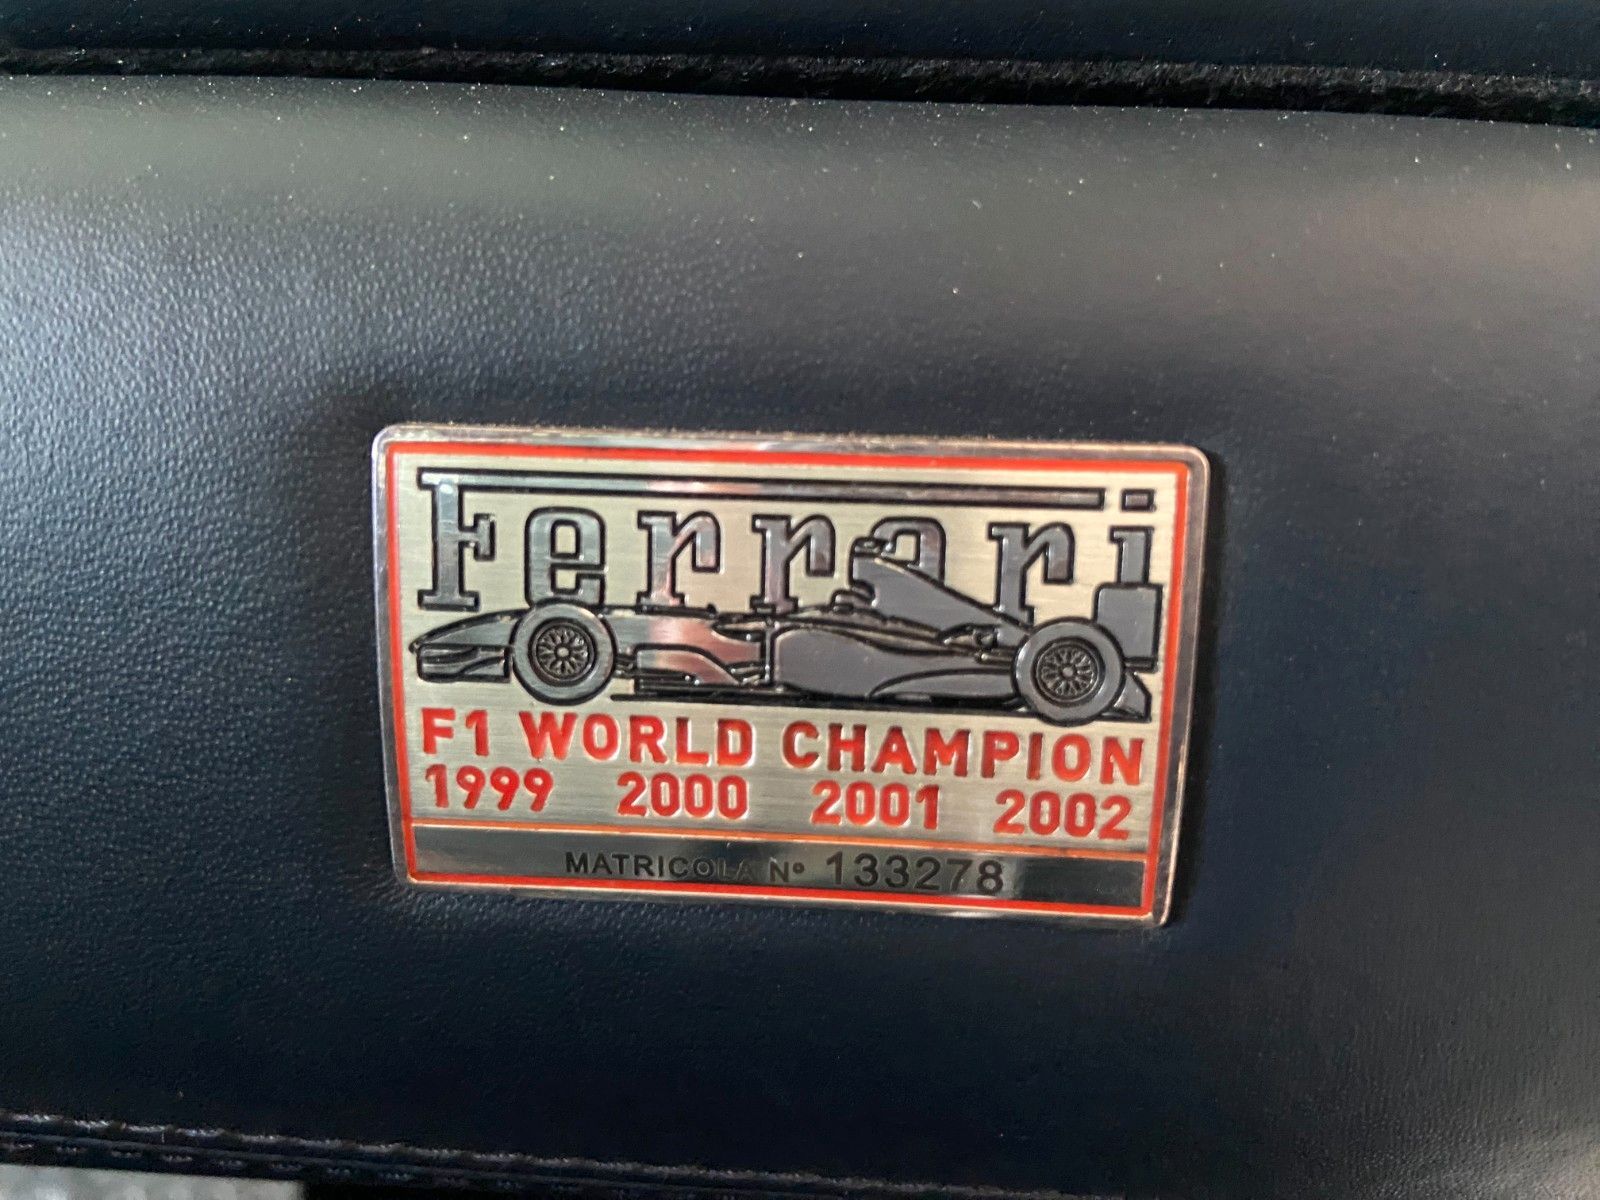 Ferrari
F1 WORLD CHAMPION
1999 2000 2001 2002
MATRICOLA Nº 133278